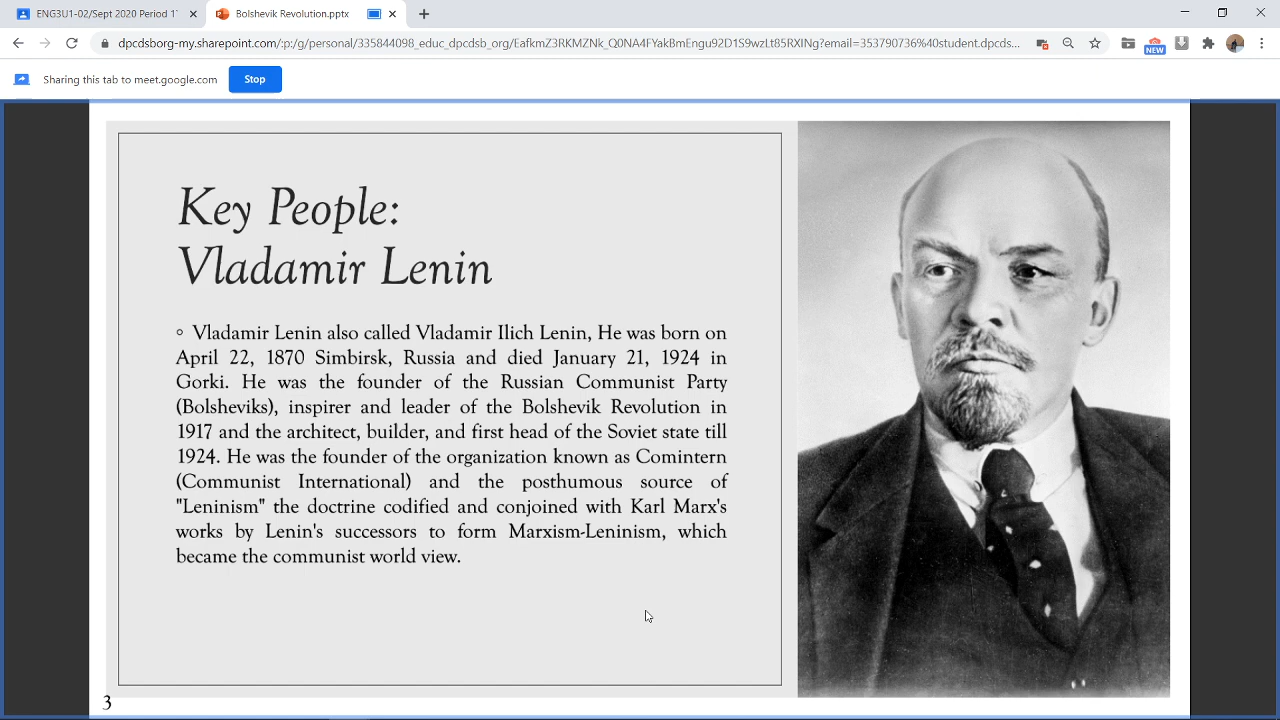 ENG3U1-02/Sept 2020 Period 1
Bolshevik Revolution.pptx
dpcdsborg-my.sharepoint.com/:p:/g/personal/335844098_educ_dpcdsb_org/EafkmZ3RKMZNk_Q0NA4FYakBmEngu92D1S9wzLt85RXINg?email=353790736%40student.dpcds...
NEW
Sharing this tab to meet.google.com
Stop
Key People:
Vladamir Lenin
◦ Vladamir Lenin also called Vladamir Ilich Lenin, He was born on
April 22, 1870 Simbirsk, Russia and died January 21, 1924 in
Gorki. He was the founder of the Russian Communist Party
(Bolsheviks), inspirer and leader of the Bolshevik Revolution in
1917 and the architect, builder, and first head of the Soviet state till
1924. He was the founder of the organization known as Comintern
(Communist International) and the posthumous source of
"Leninism" the doctrine codified and conjoined with Karl Marx's
works by Lenin's successors to form Marxism-Leninism, which
became the communist world view.
3